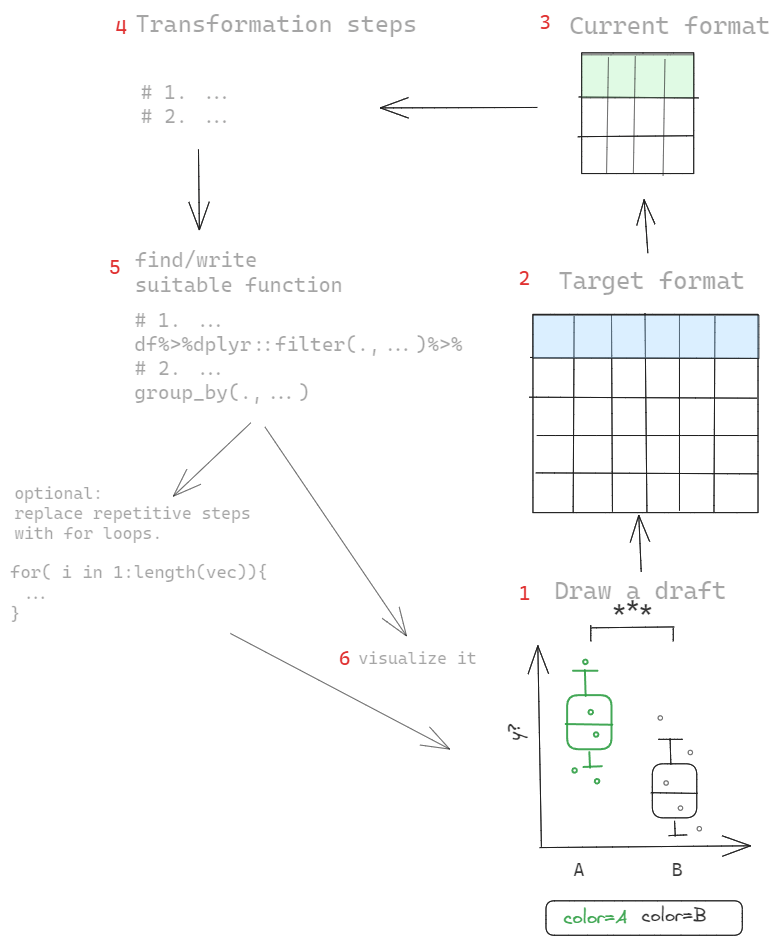 4 Transformation steps
# 1. ...
# 2. ...
3 Current format
5 find/write
suitable function
# 1. ...
df%>%dplyr::filter(.,...)%>%
# 2. ...
group_by(.,...)
2 Target format
optional:
replace repetitive steps
with for loops.
for( i in 1:length(vec)){
...
}
1 Draw a draft
***
6 visualize it
y?
A B
color=A color=B